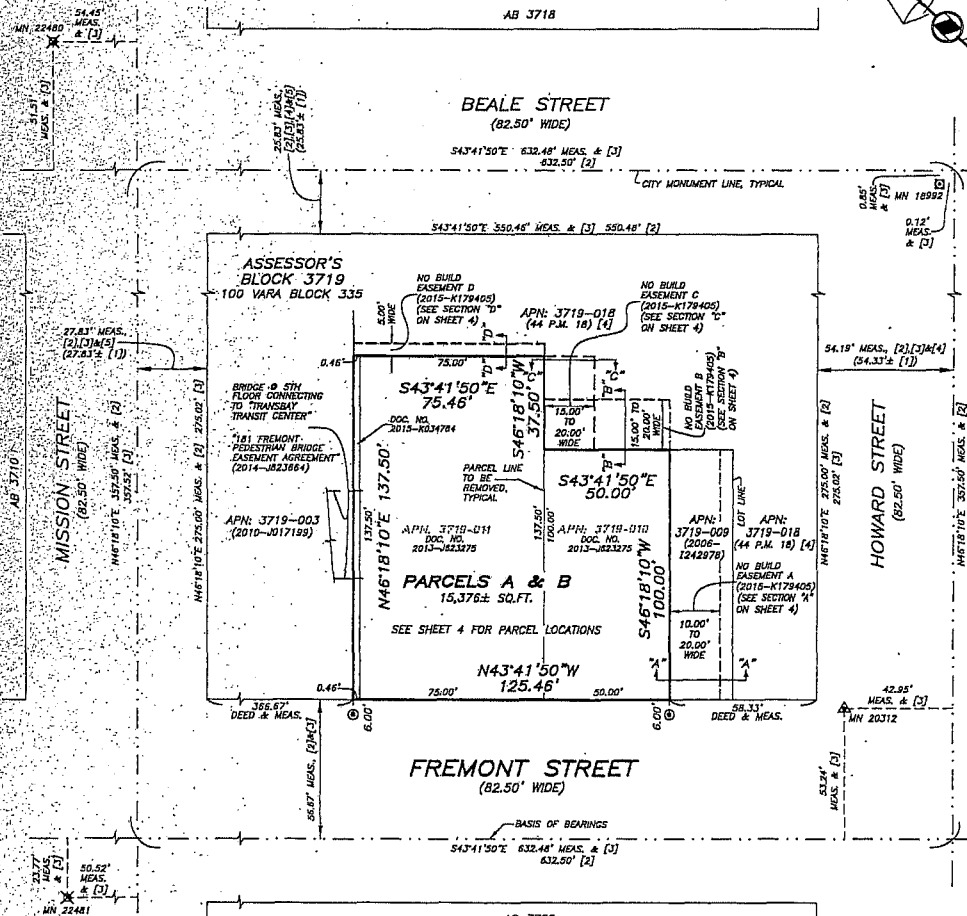 AB 3718
54.45'
MEAS.
& [3]
MN 22480
51.51'
MEAS. & [3]
BEALE STREET
(82.50' WIDE)
S43°41'50"E 632.48' MEAS. & [3]
632.50' [2]
25.83' MEAS.,
[2],[3],[4]&[5]
(25.83'± [1])
CITY MONUMENT LINE, TYPICAL
0.85'
MEAS.
& [3]
MN 18992
0.12'
MEAS.
& [3]
S43°41'50"E 550.46' MEAS. & [3] 550.48' [2]
ASSESSOR'S
BLOCK 3719
100 VARA BLOCK 335
5.00'
WIDE
NO BUILD
EASEMENT D
(2015-K179405)
(SEE SECTION "D"
ON SHEET 4)
"D"
"D"
APN: 3719-018
(44 P.M. 18) [4]
NO BUILD
EASEMENT C
(2015-K179405)
(SEE SECTION "C"
ON SHEET 4)
"C"
"C"
NO BUILD
EASEMENT B
(2015-K179405)
(SEE SECTION "B"
ON SHEET 4)
"B"
"B"
27.83' MEAS.,
[2],[3]&[5]
(27.83'± [1])
54.19' MEAS., [2],[3]&[4]
(54.33'± [1])
0.46'
75.00'
S43°41'50"E
75.46'
S46°18'10"W
37.50'
15.00'
TO
20.00'
WIDE
15.00' TO
20.00'
WIDE
BRIDGE @ 5TH
FLOOR CONNECTING
TO "TRANSBAY
TRANSIT CENTER"
"181 FREMONT
PEDESTRIAN BRIDGE
EASEMENT AGREEMENT"
(2014-J823864)
DOC. NO.
2015-K034784
PARCEL LINE
TO BE
REMOVED,
TYPICAL
S43°41'50"E
50.00'
AB 3710
MISSION STREET
(82.50' WIDE)
N46°18'10"E 357.50' MEAS. & [2]
357.52' [3]
N46°18'10"E 275.00' MEAS. & [2] 275.02' [3]
APN: 3719-003
(2010-J017199)
N46°18'10"E 137.50'
APN: 3719-011
DOC. NO.
2013-J823275
137.50'
100.00'
APN: 3719-010
DOC. NO.
2013-J823275
S46°18'10"W
100.00'
APN:
3719-009
(2006-
I242978)
LOT LINE
APN:
3719-018
(44 P.M. 18) [4]
NO BUILD
EASEMENT A
(2015-K179405)
(SEE SECTION "A"
ON SHEET 4)
10.00'
TO
20.00'
WIDE
"A"
"A"
N46°18'10"E 275.00' MEAS. & [2]
275.02' [3]
HOWARD STREET
(82.50' WIDE)
N46°18'10"E 357.50' MEAS. & [2]
357.52' [3]
PARCELS A & B
15,376± SQ.FT.
SEE SHEET 4 FOR PARCEL LOCATIONS
N43°41'50"W
125.46'
0.46'
75.00'
50.00'
366.67'
DEED & MEAS.
6.00'
6.00'
58.33'
DEED & MEAS.
42.95'
MEAS. & [3]
MN 20312
53.24'
MEAS. & [3]
56.67' MEAS., [2]&[3]
FREMONT STREET
(82.50' WIDE)
BASIS OF BEARINGS
S43°41'50"E 632.48' MEAS. & [3]
632.50' [2]
23.77'
MEAS.
& [3]
50.52'
MEAS.
& [3]
MN 22481